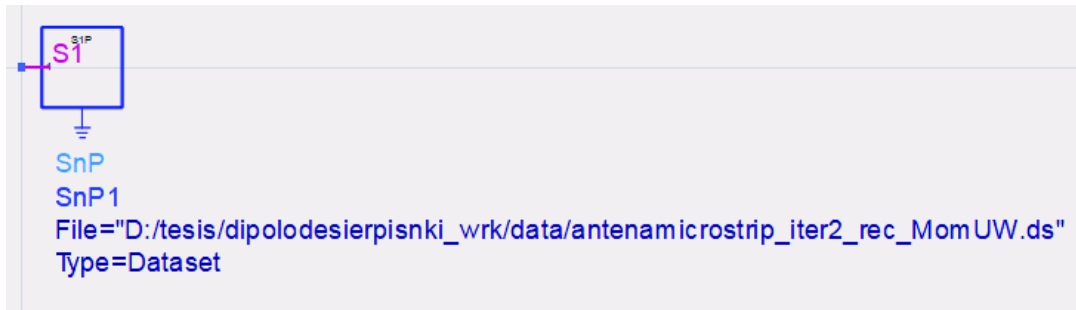 S1P
S1
SnP
SnP1
File="D:/tesis/dipolodesierpisnki_wrk/data/antenamicrostrip_iter2_rec_MomUW.ds"
Type=Dataset